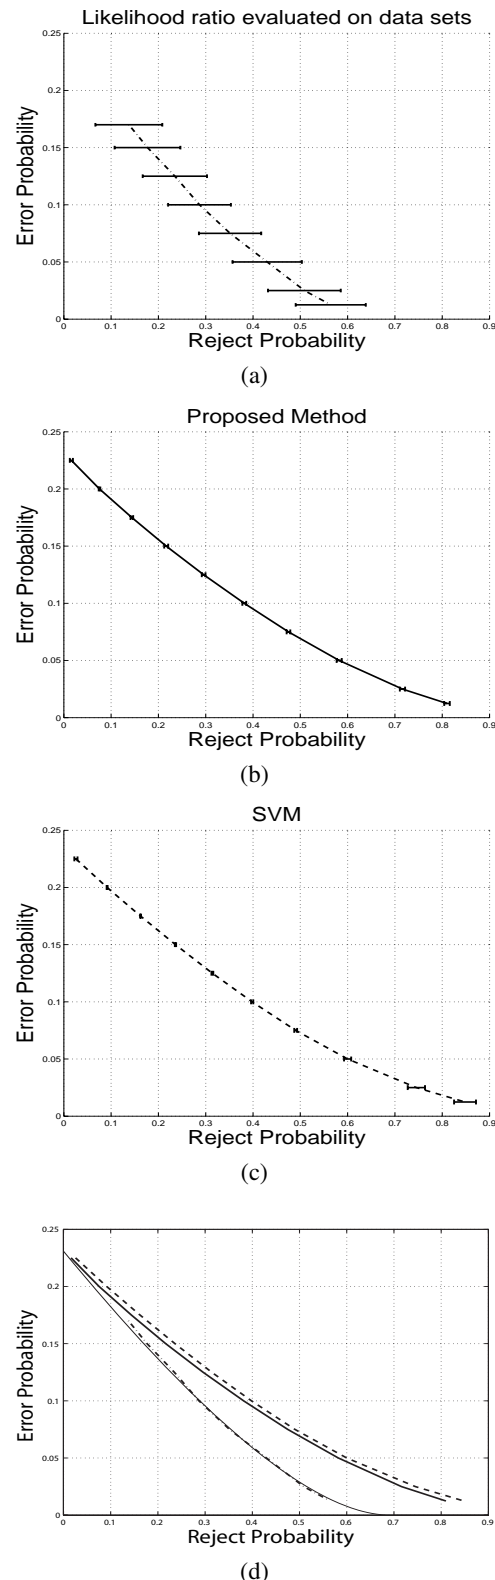 Likelihood ratio evaluated on data sets
0.25
0.2
0.15
0.1
0.05
0
Error Probability
0 0.1 0.2 0.3 0.4 0.5 0.6 0.7 0.8 0.9
Reject Probability
(a)
Proposed Method
0.25
0.2
0.15
0.1
0.05
0
Error Probability
0 0.1 0.2 0.3 0.4 0.5 0.6 0.7 0.8 0.9
Reject Probability
(b)
SVM
0.25
0.2
0.15
0.1
0.05
0
Error Probability
0 0.1 0.2 0.3 0.4 0.5 0.6 0.7 0.8 0.9
Reject Probability
(c)
0.25
0.2
0.15
0.1
0.05
0
Error Probability
0 0.1 0.2 0.3 0.4 0.5 0.6 0.7 0.8 0.9
Reject Probability
(d)